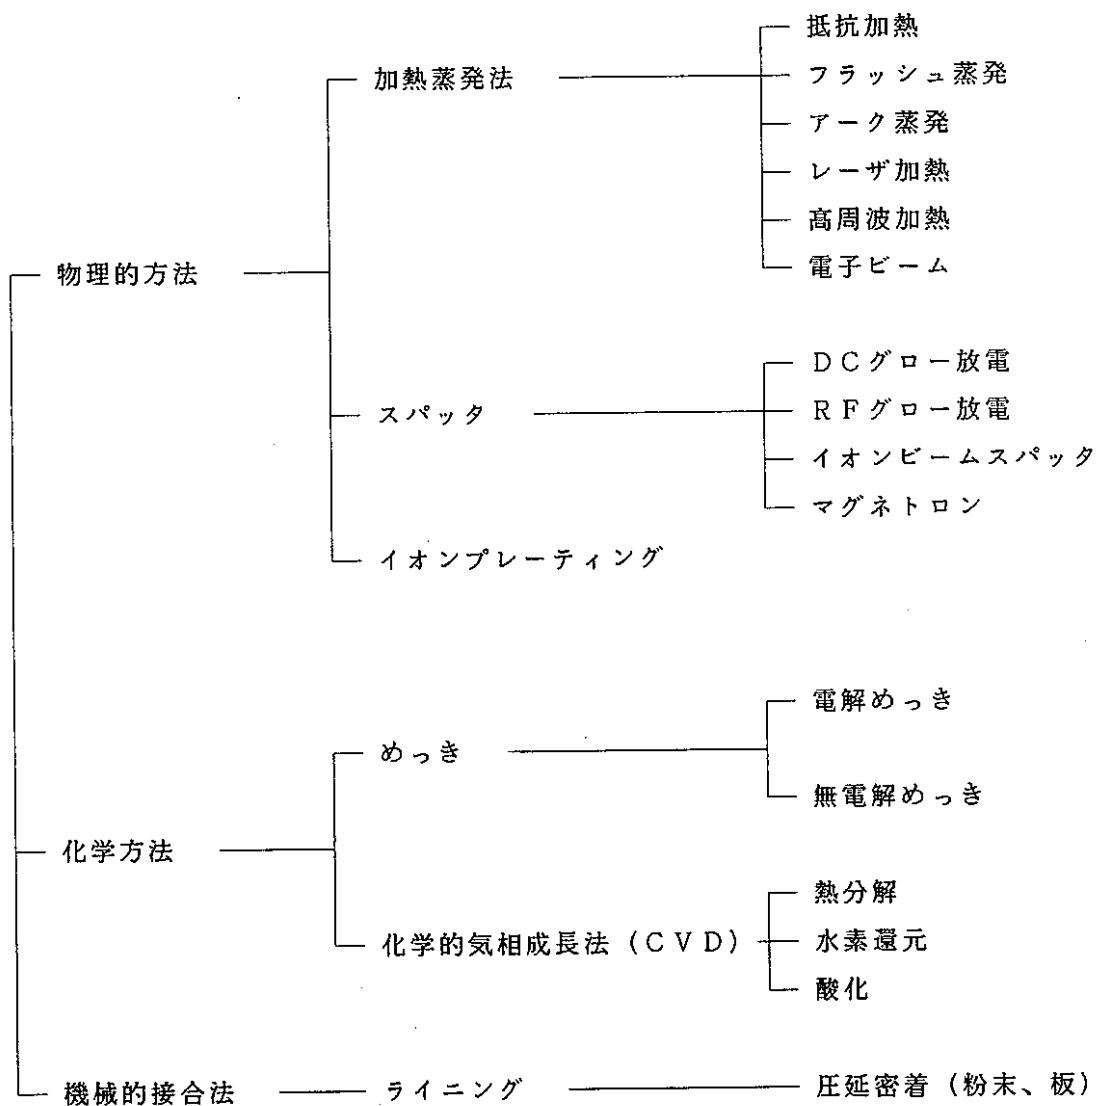 抵抗加熱
加熱蒸発法
フラッシュ蒸発
アーク蒸発
レーザ加熱
高周波加熱
電子ビーム
物理的方法
DCグロー放電
スパッタ
RFグロー放電
イオンビームスパッタ
マグネトロン
イオンプレーティング
電解めっき
めっき
無電解めっき
化学方法
熱分解
化学的気相成長法(CVD)
水素還元
酸化
機械的接合法
ライニング
圧延密着(粉末、板)